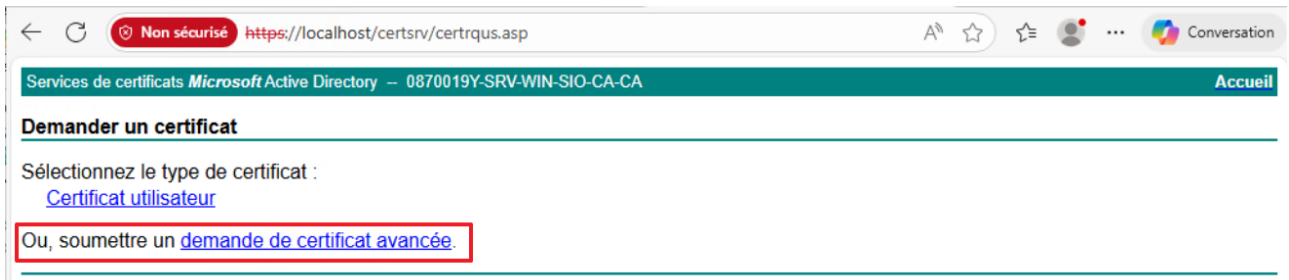 Non sécurisé https://localhost/certsrv/certrqus.asp A Conversation
Services de certificats Microsoft Active Directory -- 0870019Y-SRV-WIN-SIO-CA-CA Accueil
Demander un certificat
Sélectionnez le type de certificat :
Certificat utilisateur
Ou, soumettre un demande de certificat avancée.